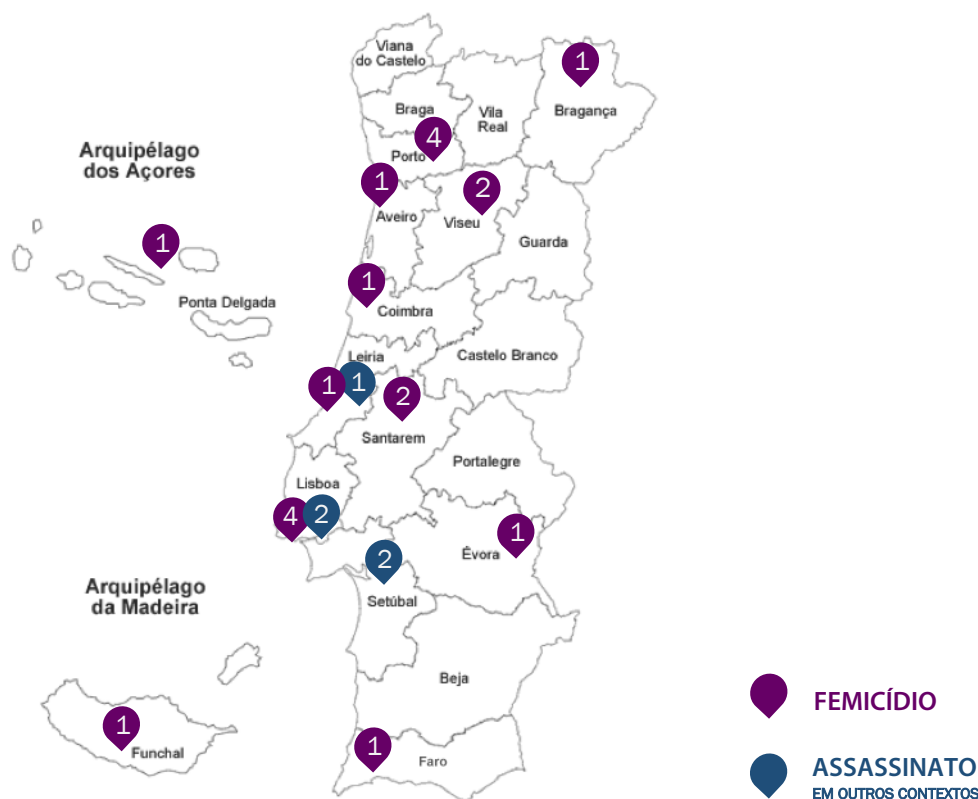 Viana
do Castelo
1
Bragança
Braga
Vila
Real
4
Porto
Arquipélago
dos Açores
1
Aveiro
2
Viseu
Guarda
1
Ponta Delgada
1
Coimbra
Leiria
Castelo Branco
1
1
2
Santarem
Portalegre
Lisboa
4
2
1
Évora
2
Setúbal
Arquipélago
da Madeira
Beja
1
Funchal
1
Faro
FEMICÍDIO
ASSASSINATO
EM OUTROS CONTEXTOS